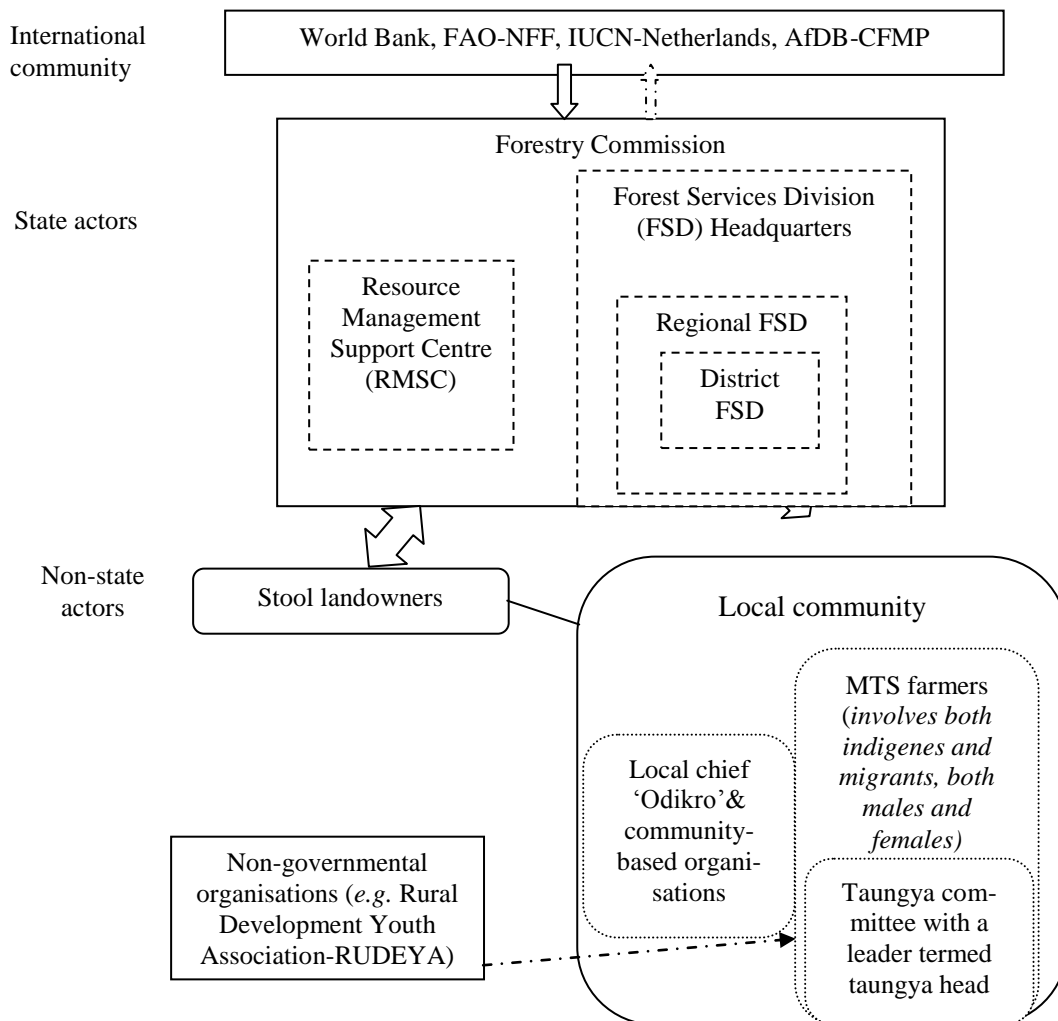 International
community
World Bank, FAO-NFF, IUCN-Netherlands, AfDB-CFMP
Forestry Commission
State actors
Forest Services Division
(FSD) Headquarters
Resource
Management
Support Centre
(RMSC)
Regional FSD
District
FSD
Non-state
actors
Stool landowners
Local community
MTS farmers
(involves both
indigenes and
migrants, both
males and
females)
Local chief
‘Odikro’&
community-
based organi-
sations
Taungya com-
mittee with a
leader termed
taungya head
Non-governmental
organisations (e.g. Rural
Development Youth
Association-RUDEYA)